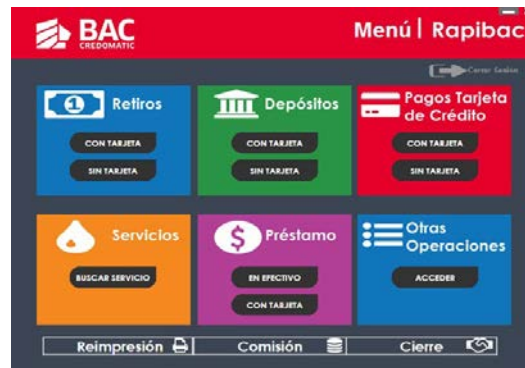 BAC
CREDOMATIC
Menú | Rapibac
Cerrar Sesión
1 Retiros
CON TARJETA
SIN TARJETA
Depósitos
CON TARJETA
SIN TARJETA
Pagos Tarjeta
de Crédito
CON TARJETA
SIN TARJETA
Servicios
BUSCAR SERVICIO
$ Préstamo
EN EFECTIVO
CON TARJETA
Otras
Operaciones
ACCEDER
Reimpresión
Comisión
Cierre